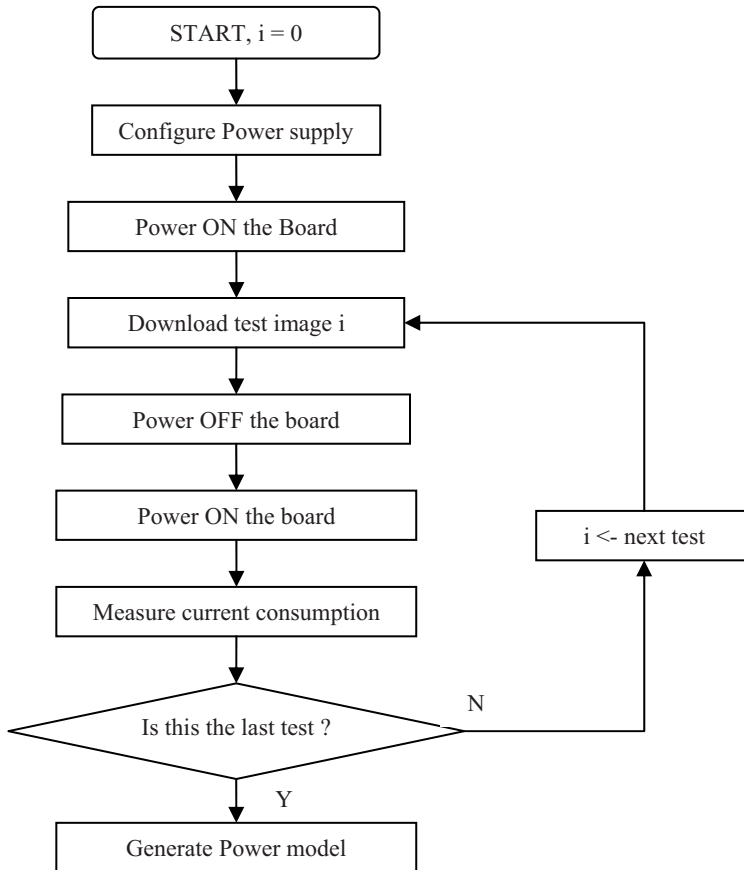 START, i = 0
Configure Power supply
Power ON the Board
Download test image i
Power OFF the board
Power ON the board
i <- next test
Measure current consumption
Is this the last test ?
N
Y
Generate Power model